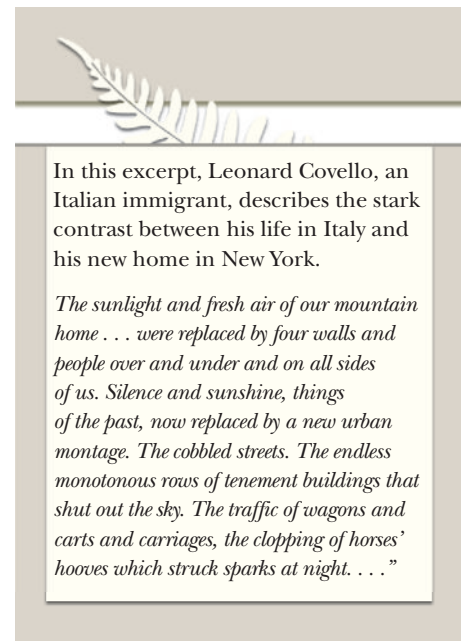 In this excerpt, Leonard Covello, an
Italian immigrant, describes the stark
contrast between his life in Italy and
his new home in New York.
The sunlight and fresh air of our mountain
home . . . were replaced by four walls and
people over and under and on all sides
of us. Silence and sunshine, things
of the past, now replaced by a new urban
montage. The cobbled streets. The endless
monotonous rows of tenement buildings that
shut out the sky. The traffic of wagons and
carts and carriages, the clopping of horses’
hooves which struck sparks at night. . . .”